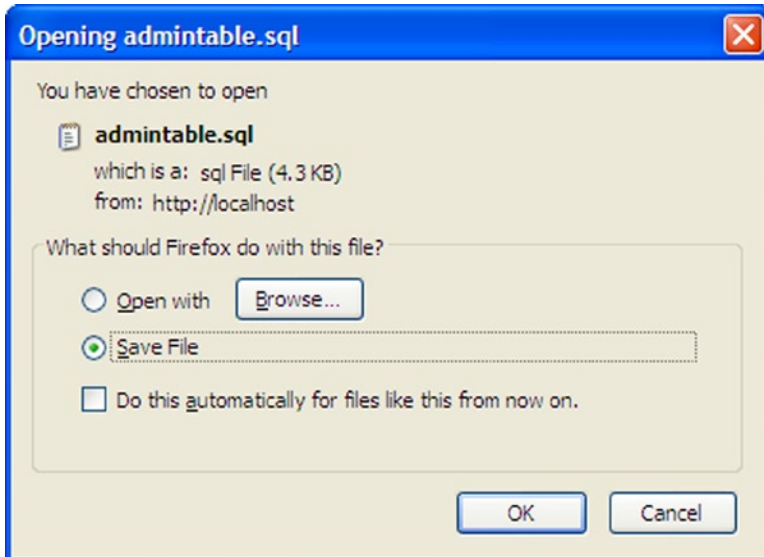 Opening admintable.sql
You have chosen to open
admintable.sql
which is a: sql File (4.3 KB)
from: http://localhost
What should Firefox do with this file?
Open with Browse...
Save File
Do this automatically for files like this from now on.
OK Cancel